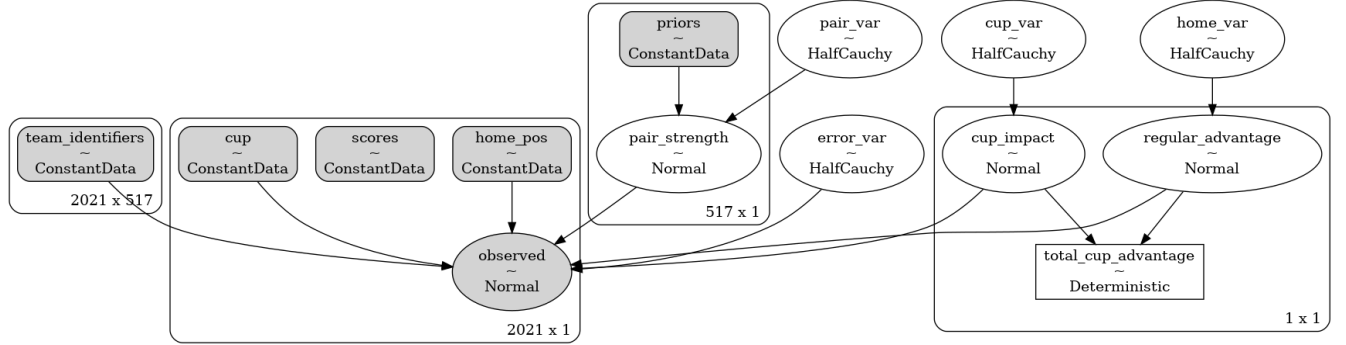 priors
~
ConstantData
pair_var
~
HalfCauchy
cup_var
~
HalfCauchy
home_var
~
HalfCauchy
team_identifiers
~
ConstantData
2021 x 517
cup
~
ConstantData
scores
~
ConstantData
home_pos
~
ConstantData
pair_strength
~
Normal
517 x 1
error_var
~
HalfCauchy
cup_impact
~
Normal
regular_advantage
~
Normal
observed
~
Normal
2021 x 1
total_cup_advantage
~
Deterministic
1 x 1